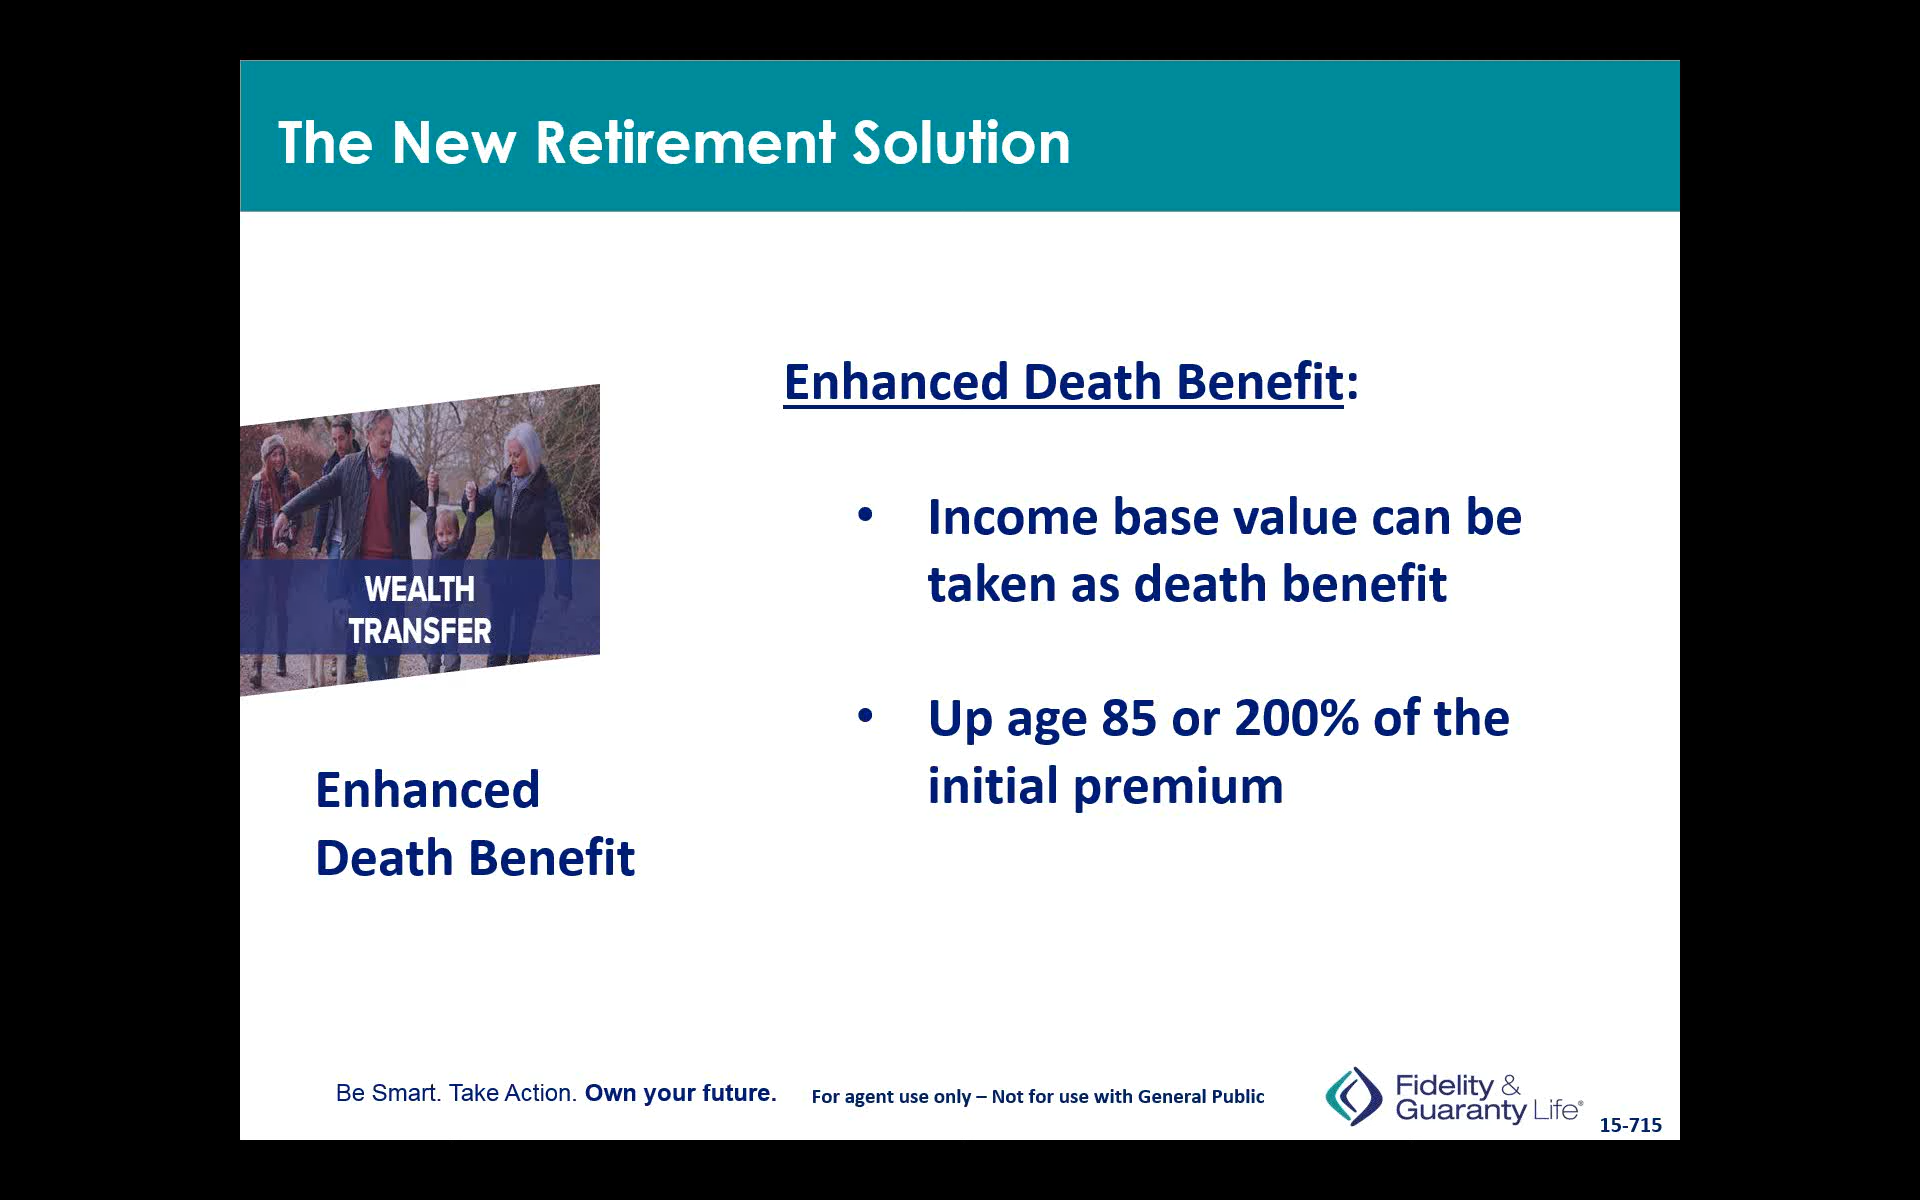 The New Retirement Solution
WEALTH
TRANSFER
Enhanced
Death Benefit
Enhanced Death Benefit:
• Income base value can be
taken as death benefit
• Up age 85 or 200% of the
initial premium
Be Smart. Take Action. Own your future.
For agent use only – Not for use with General Public
Fidelity &
Guaranty Life®
15-715